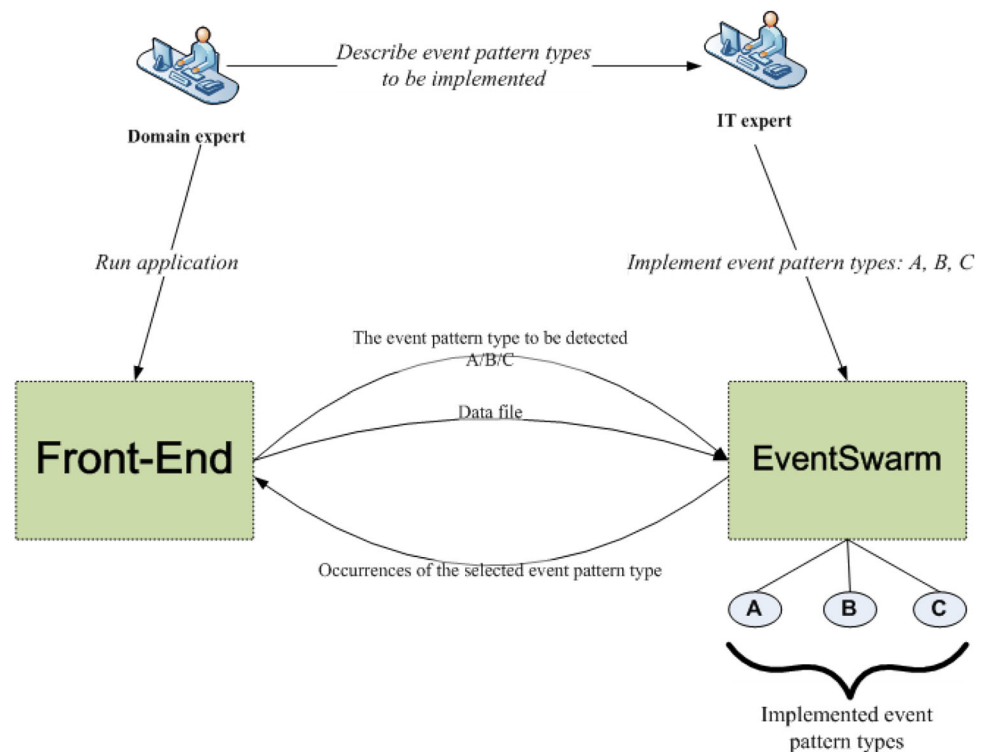 Describe event pattern types
to be implemented
Domain expert
IT expert
Run application
Implement event pattern types: A, B, C
The event pattern type to be detected
A/B/C
Data file
Front-End
EventSwarm
Occurrences of the selected event pattern type
A
B
C
Implemented event
pattern types